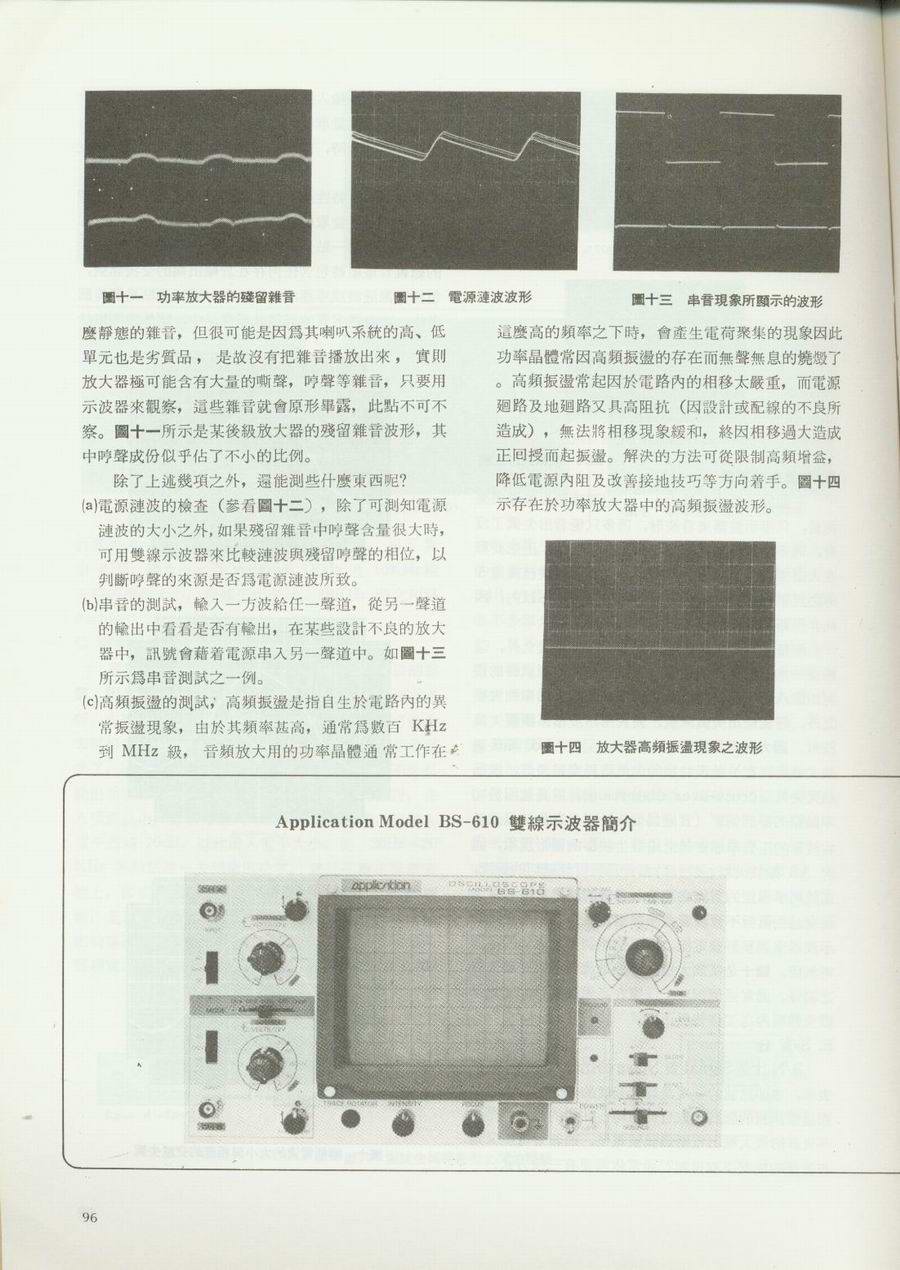 圖十一　功率放大器的殘留雜音
圖十二　電源漣波波形
圖十三　串音現象所顯示的波形
麼靜態的雜音，但很可能是因爲其喇叭系統的高、低
單元也是劣質品，是故沒有把雜音播放出來，實則
放大器極可能含有大量的嘶聲，哼聲等雜音，只要用
示波器來觀察，這些雜音就會原形畢露，此點不可不
察。圖十一所示是某後級放大器的殘留雜音波形，其
中哼聲成份似乎佔了不小的比例。
除了上述幾項之外，還能測些什麼東西呢?
(a)電源漣波的檢査（參看圖十二），除了可測知電源
漣波的大小之外，如果殘留雜音中哼聲含量很大時，
可用雙線示波器來比較漣波與殘留哼聲的相位，以
判斷哼聲的來源是否爲電源漣波所致。
(b)串音的測試，輸入一方波給任一聲道，從另一聲道
的輸出中看看是否有輸出，在某些設計不良的放大
器中，訊號會藉着電源串入另一聲道中。如圖十三
所示爲串音測試之一例。
(c)高頻振盪的測試，高頻振盪是指自生於電路內的異
常振盪現象，由於其頻率甚高，通常爲數百 KHz
到 MHz 級，音頻放大用的功率晶體通常工作在
這麼高的頻率之下時，會產生電荷聚集的現象因此
功率晶體常因高頻振盪的存在而無聲無息的燒燬了
。高頻振盪常起因於電路內的相移太嚴重，而電源
廻路及地廻路又具高阻抗（因設計或配線的不良所
造成），無法將相移現象緩和，終因相移過大造成
正回授而起振盪。解決的方法可從限制高頻增益，
降低電源內阻及改善接地技巧等方向着手。圖十四
示存在於功率放大器中的高頻振盪波形。
圖十四　放大器高頻振盪現象之波形
Application Model BS-610 雙線示波器簡介
application
OSCILLOSCOPE
MODEL BS-610
INPUT
VOLTS/DIV
MODE
VOLTS/DIV
TRACE ROTATOR
INTENSITY
FOCUS
POWER
96